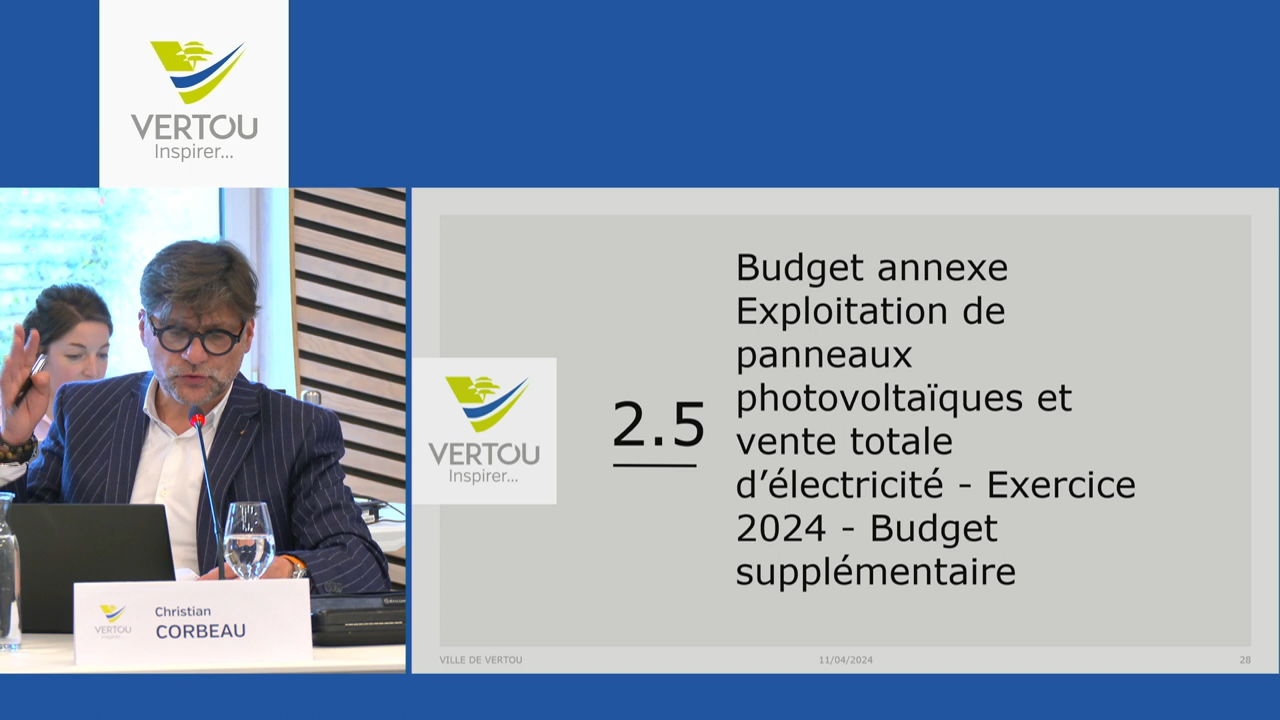 VERTOU
Inspirer...
Christian
CORBEAU
VERTOU
VERTOU
Inspirer...
2.5
Budget annexe
Exploitation de
panneaux
photovoltaïques et
vente totale
d’électricité - Exercice
2024 - Budget
supplémentaire
VILLE DE VERTOU
11/04/2024
28